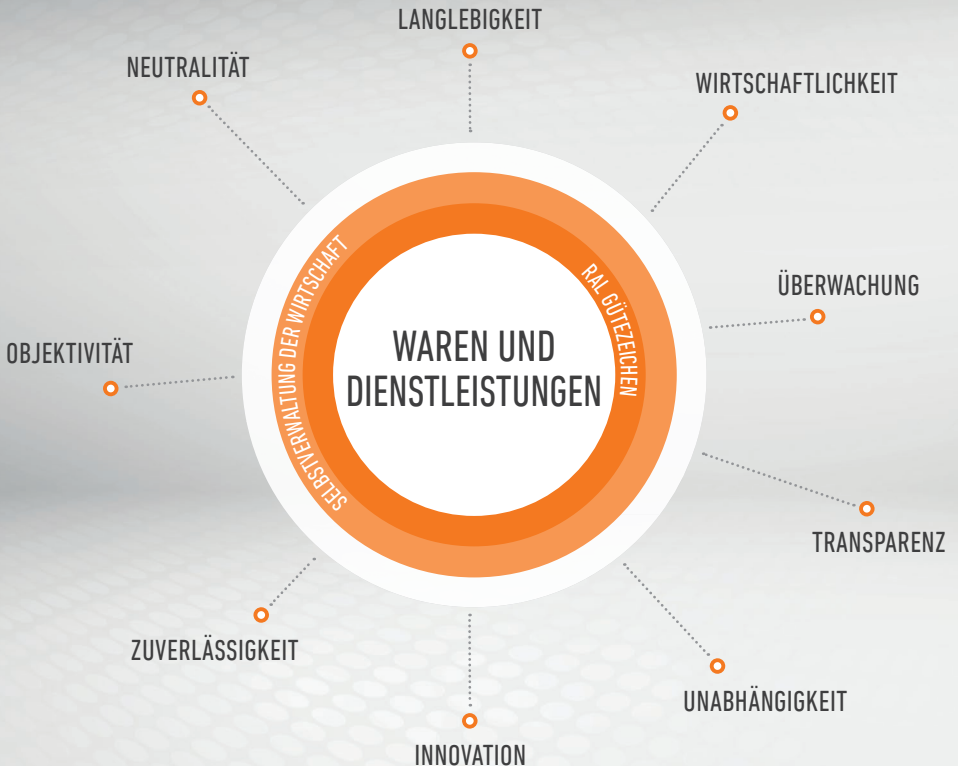 LANGLEBIGKEIT
NEUTRALITÄT
WIRTSCHAFTLICHKEIT
ÜBERWACHUNG
OBJEKTIVITÄT
SELBSTVERWALTUNG DER WIRTSCHAFT
RAL GÜTEZEICHEN
WAREN UND
DIENSTLEISTUNGEN
TRANSPARENZ
ZUVERLÄSSIGKEIT
UNABHÄNGIGKEIT
INNOVATION